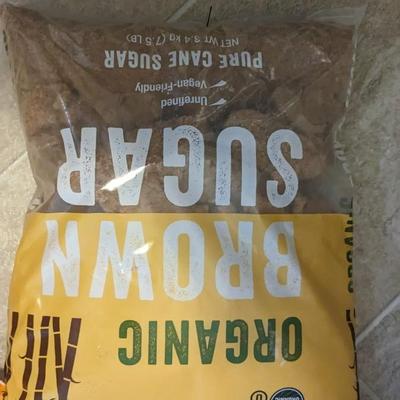 ORGANIC
BROWN
SUGAR
Unrefined
Vegan-Friendly
PURE CANE SUGAR
NET WT 3.4 kg (7.5 LB)